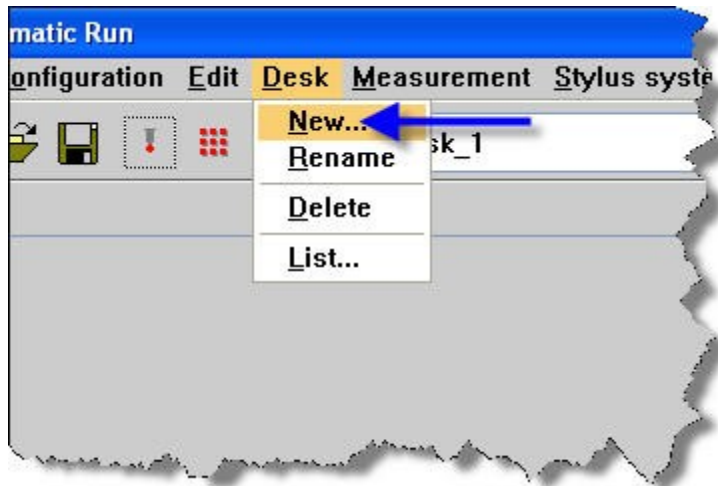 matic Run
onfiguration Edit Desk Measurement Stylus syste
New...
sk_1
Rename
Delete
List...